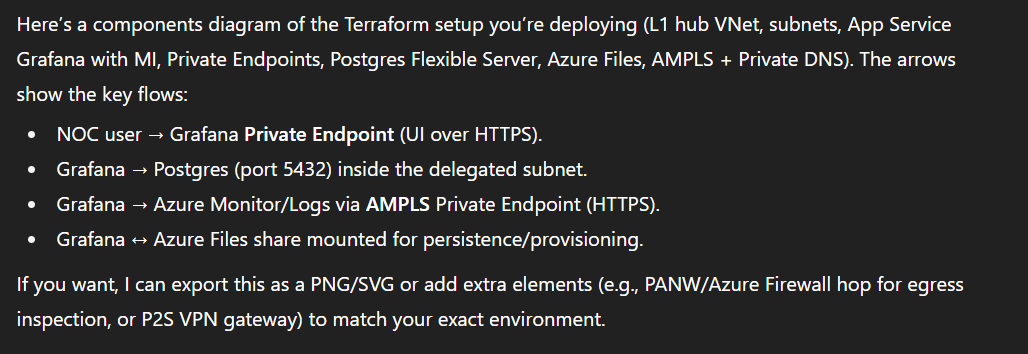 Here’s a components diagram of the Terraform setup you’re deploying (L1 hub VNet, subnets, App Service
Grafana with MI, Private Endpoints, Postgres Flexible Server, Azure Files, AMPLS + Private DNS). The arrows
show the key flows:
• NOC user → Grafana Private Endpoint (UI over HTTPS).
• Grafana → Postgres (port 5432) inside the delegated subnet.
• Grafana → Azure Monitor/Logs via AMPLS Private Endpoint (HTTPS).
• Grafana ↔ Azure Files share mounted for persistence/provisioning.
If you want, I can export this as a PNG/SVG or add extra elements (e.g., PANW/Azure Firewall hop for egress
inspection, or P2S VPN gateway) to match your exact environment.